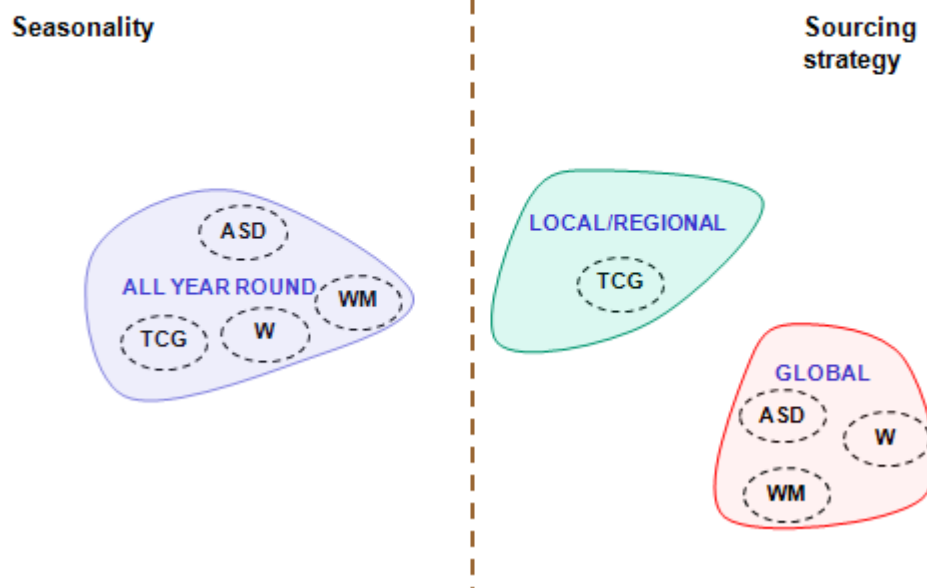 Seasonality
Sourcing
strategy
ASD
ALL YEAR ROUND
WM
TCG
W
LOCAL/REGIONAL
TCG
GLOBAL
ASD
W
WM